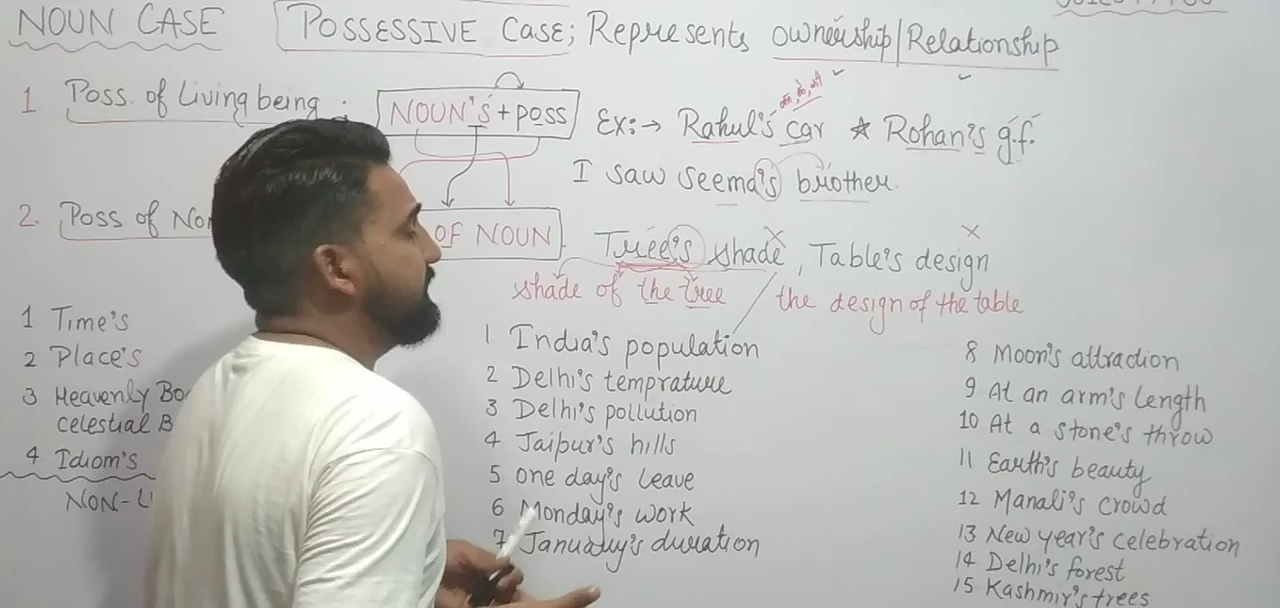 NOUN CASE
POSSESSIVE CASE; Represents ownership/Relationship
1 Poss. of Living being :
NOUN'S + poss
Ex:→ Rahul's car ★ Rohan's g.f.
का, के, की
I saw seema's brother.
2. Poss of
OF NOUN
Tree's shade, Table's design
shade of the tree
the design of the table
1 Time's
2 Place's
3 Heavenly
celestial B
4 Idiom's
NON-L
1 India's population
2 Delhi's temprature
3 Delhi's pollution
4 Jaipur's hills
5 one day's leave
6 Monday's work
7 January's duration
8 Moon's attraction
9 At an arm's length
10 At a stone's throw
11 Earth's beauty
12 Manali's crowd
13 New year's celebration
14 Delhi's forest
15 Kashmir's trees